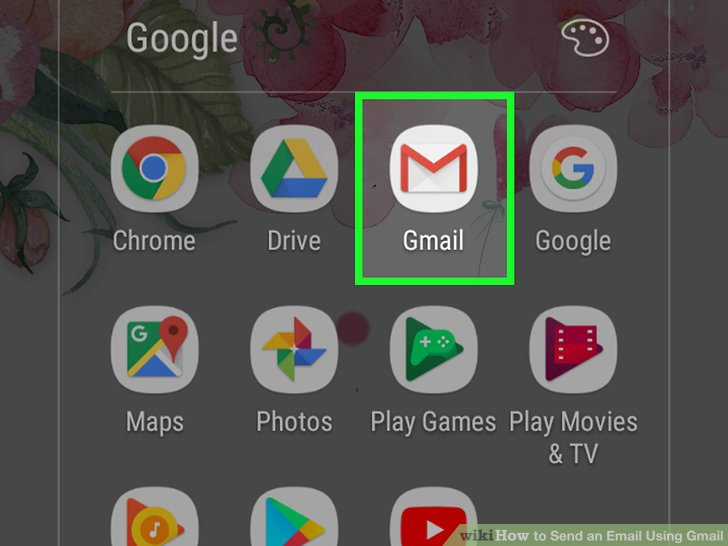 Google
Chrome Drive Gmail Google
G
Maps Photos Play Games Play Movies
& TV
wikiHow to Send an Email Using Gmail